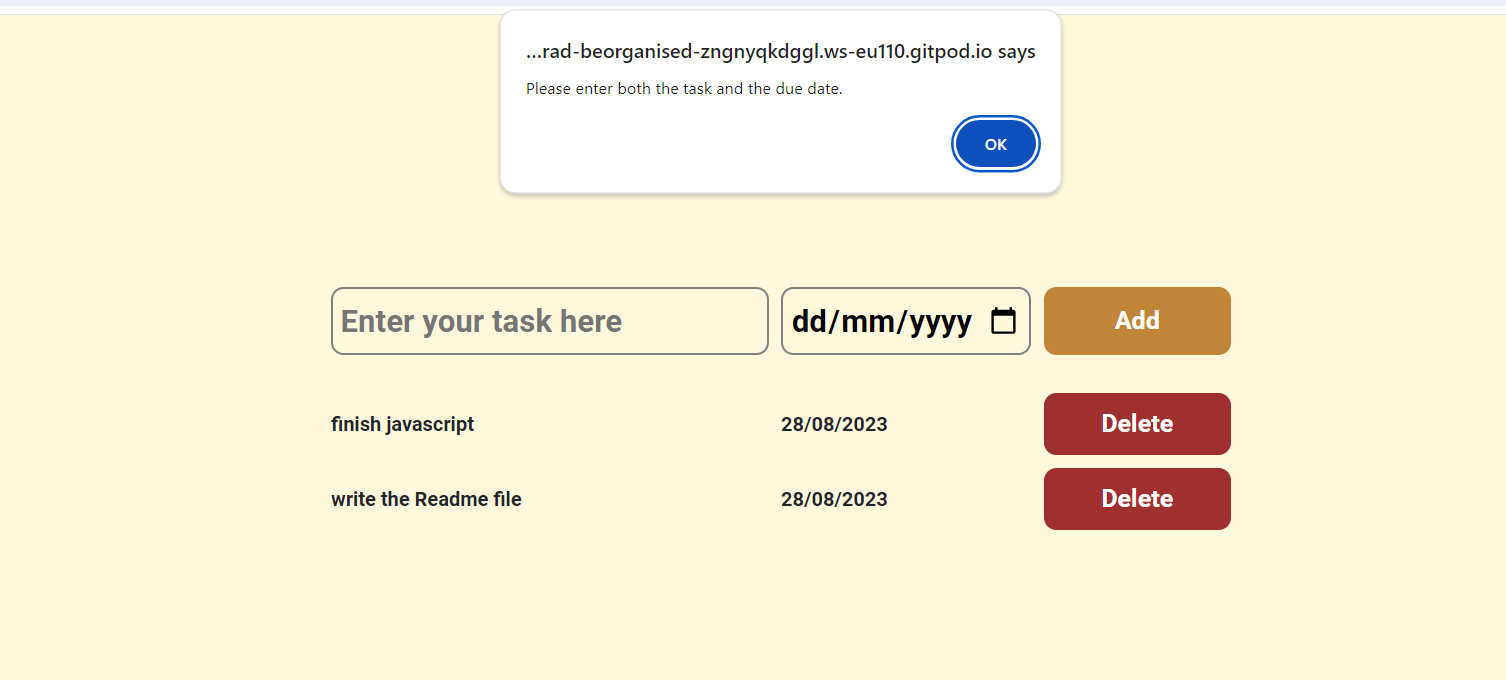 ...rad-beorganised-zngnyqkdggl.ws-eu110.gitpod.io says
Please enter both the task and the due date.
OK
Enter your task here dd/mm/yyyy Add
finish javascript 28/08/2023 Delete
write the Readme file 28/08/2023 Delete